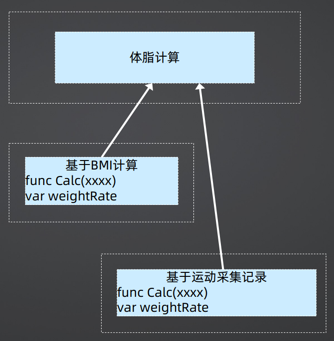 体脂计算
基于BMI计算
func Calc(xxxx)
var weightRate
基于运动采集记录
func Calc(xxxx)
var weightRate